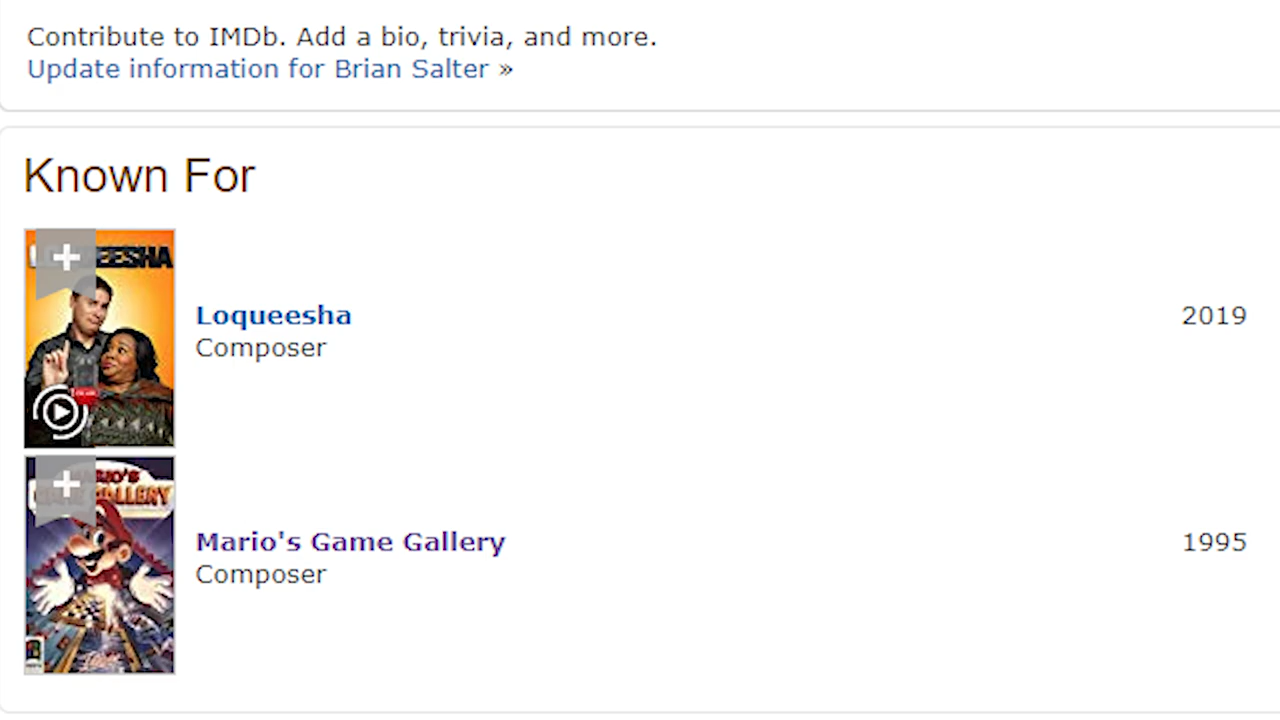 Contribute to IMDb. Add a bio, trivia, and more.
Update information for Brian Salter »
Known For
Loqueesha
2019
Composer
Mario's Game Gallery
1995
Composer